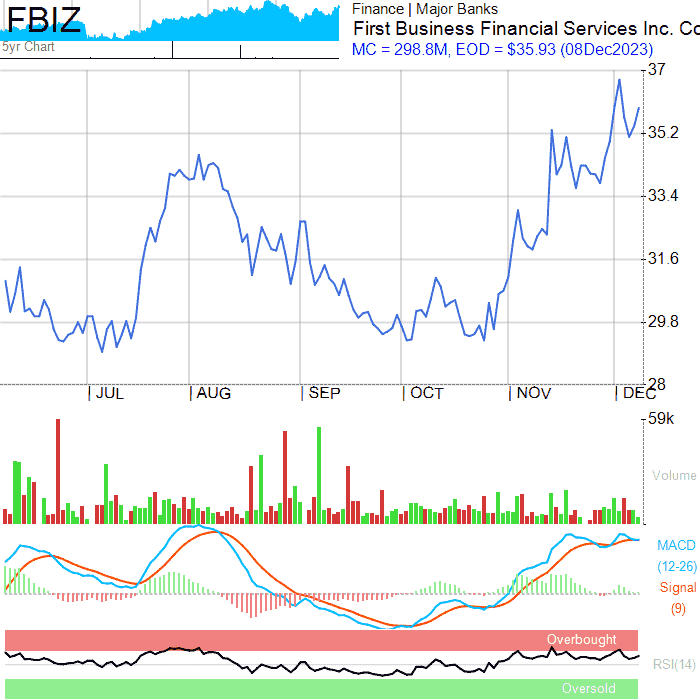 FBIZ
Finance | Major Banks
First Business Financial Services Inc. Co
MC = 298.8M, EOD = $35.93 (08Dec2023)
5yr Chart
37
35.2
33.4
31.6
29.8
28
JUL AUG SEP OCT NOV DEC
59k
Volume
MACD
(12-26)
Signal
(9)
Overbought
RSI(14)
Oversold